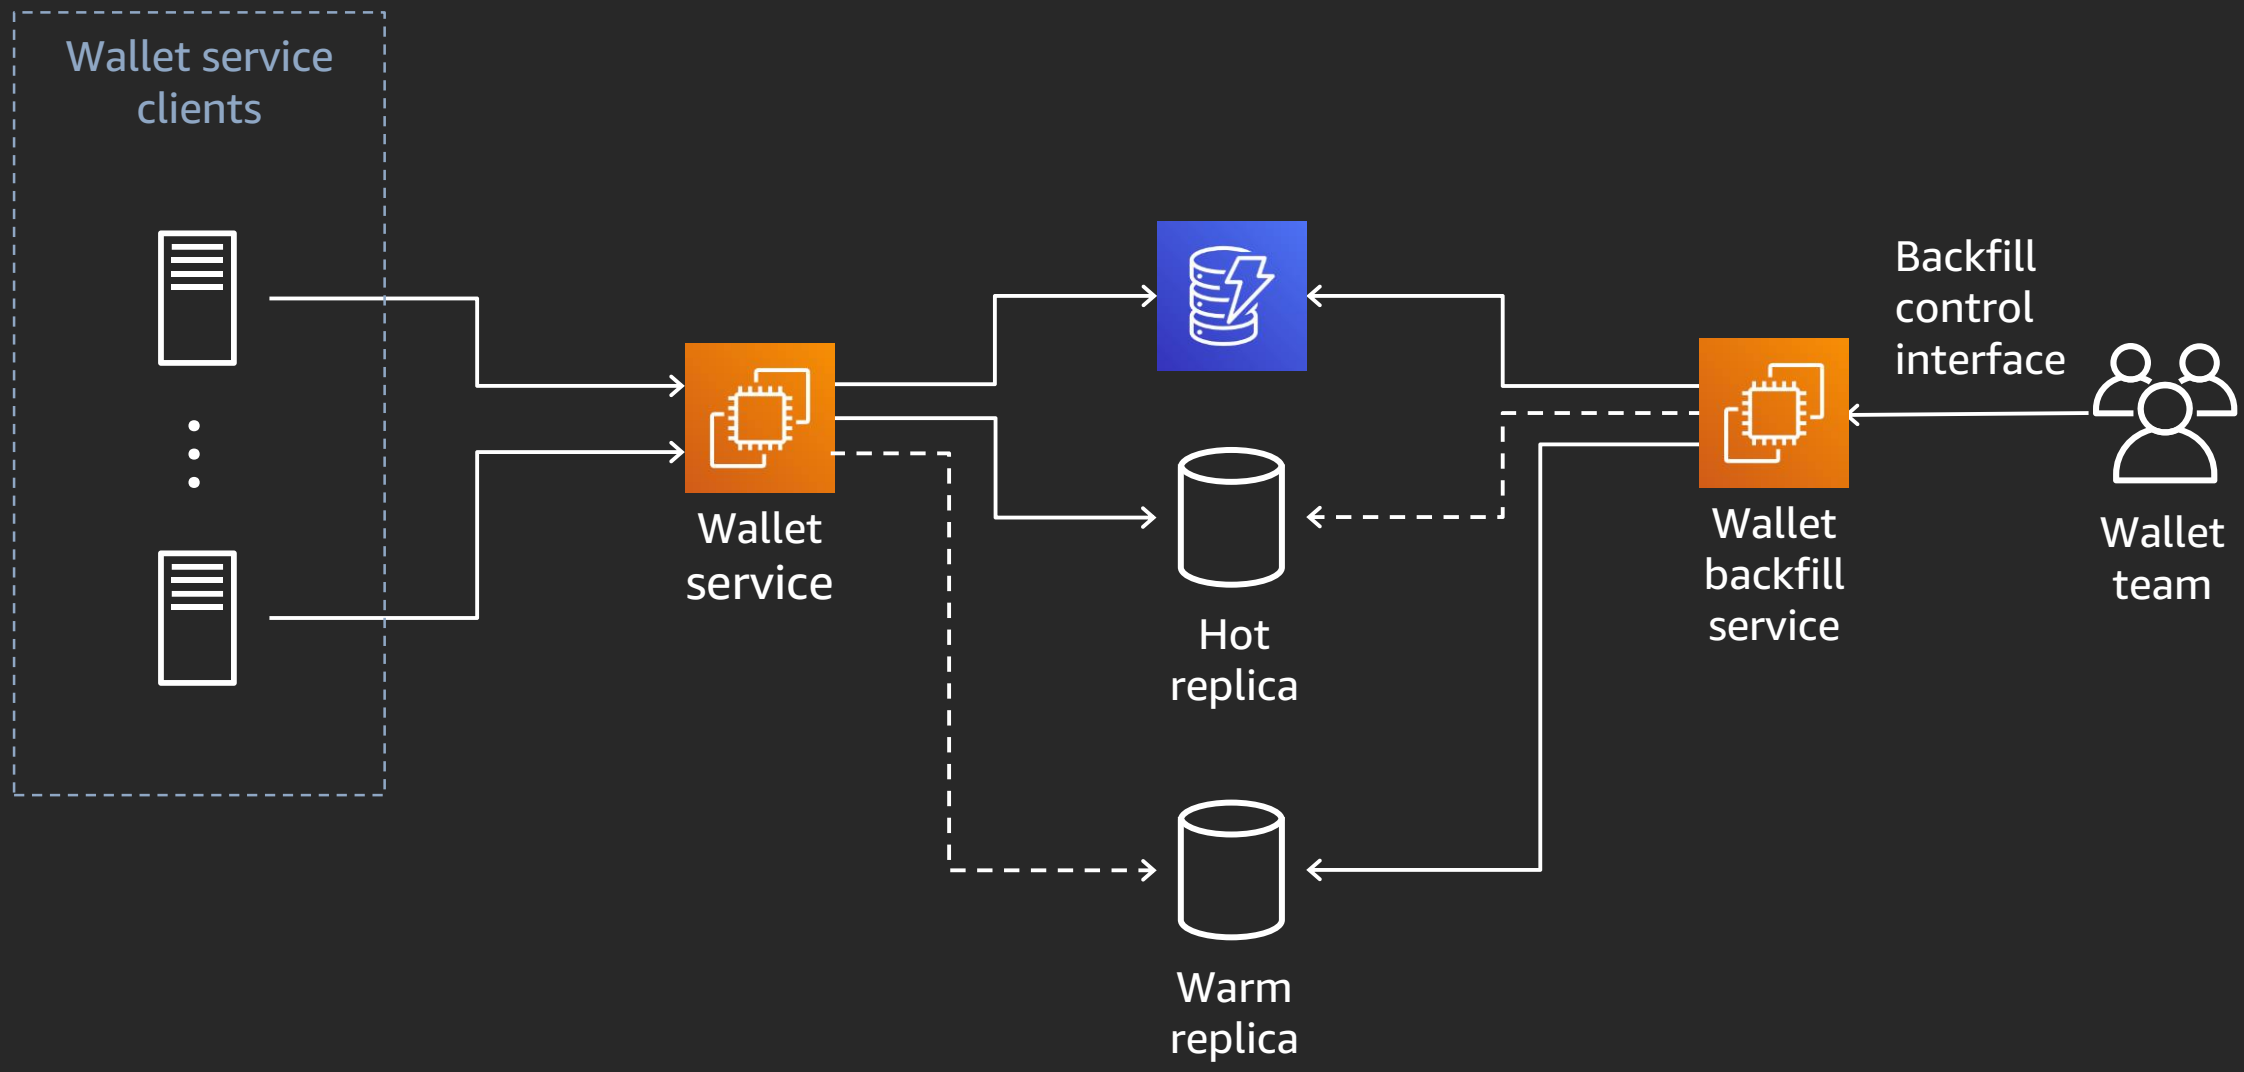 Wallet service
clients
Wallet
service
Hot
replica
Warm
replica
Wallet
backfill
service
Backfill
control
interface
Wallet
team